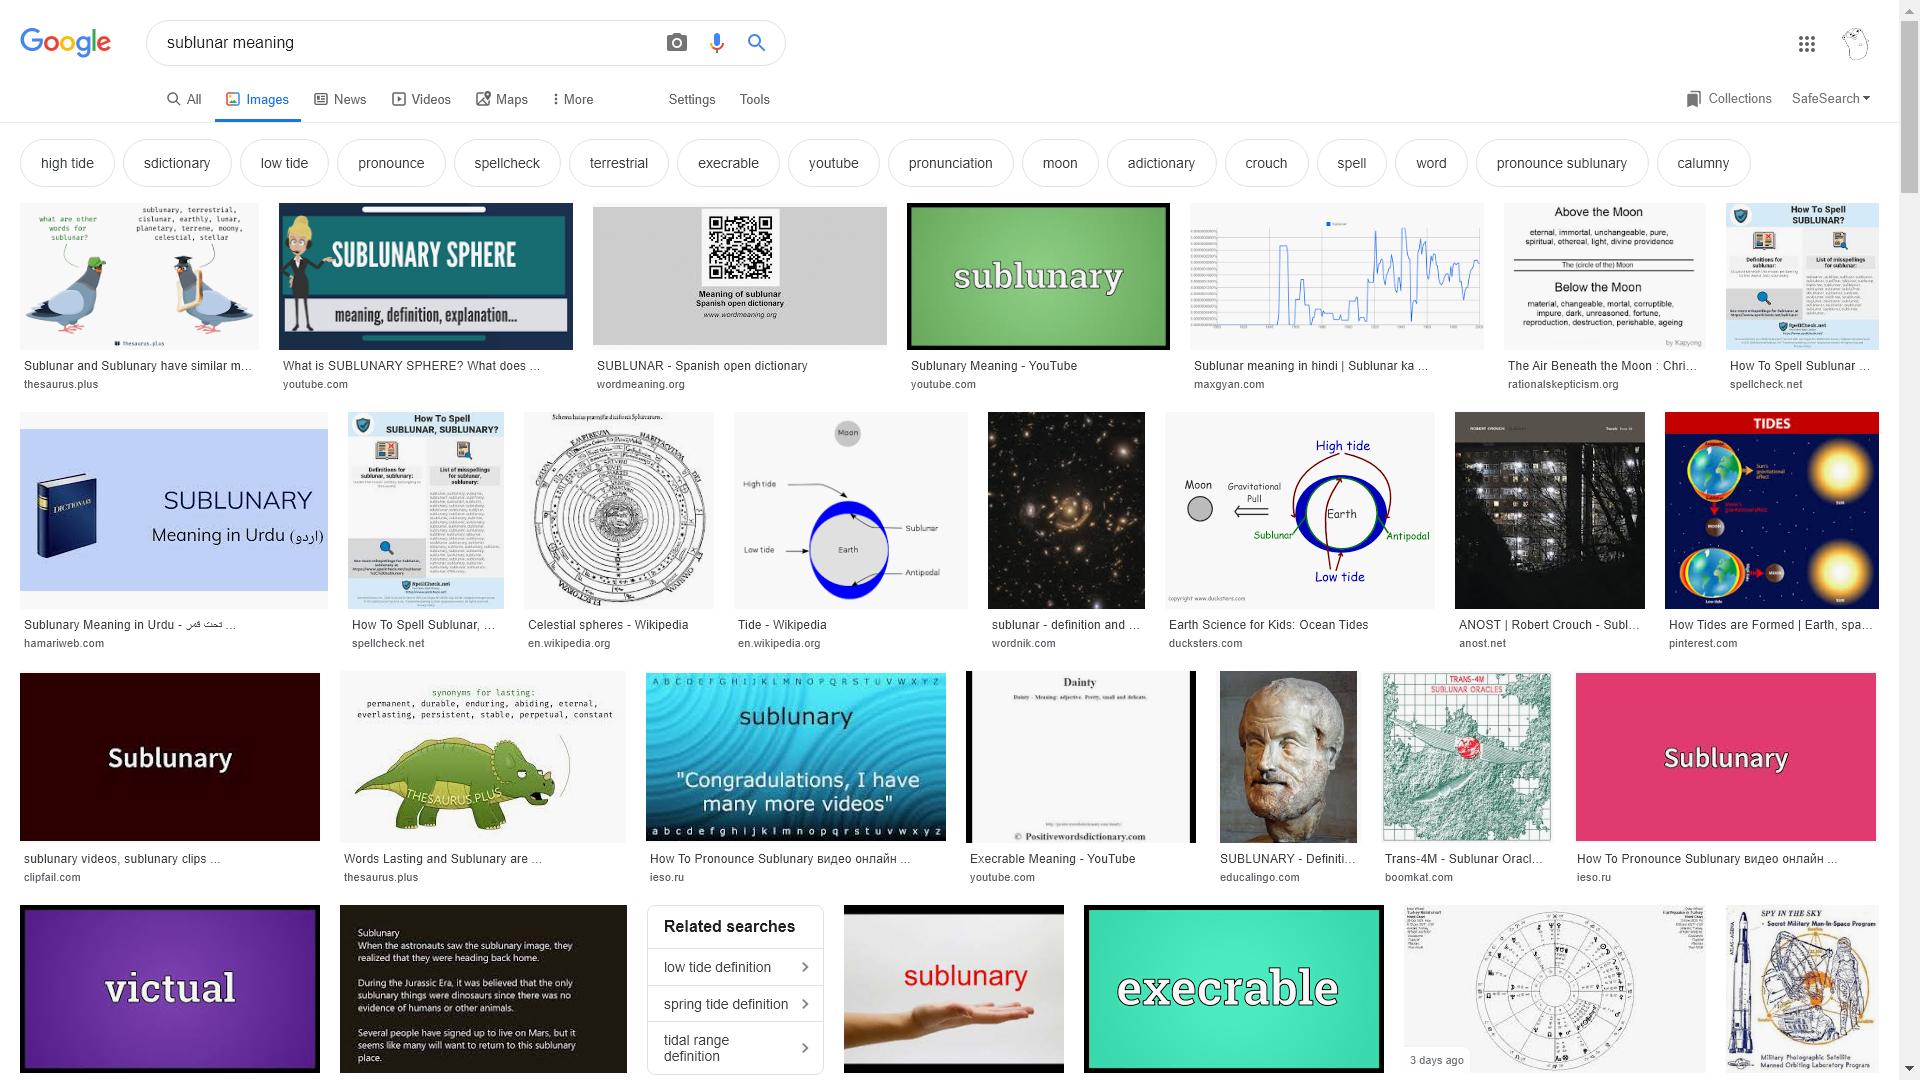 Google
sublunar meaning
All
Images
News
Videos
Maps
More
Settings
Tools
Collections
SafeSearch
high tide
sdictionary
low tide
pronounce
spellcheck
terrestrial
execrable
youtube
pronunciation
moon
adictionary
crouch
spell
word
pronounce sublunary
calumny
what are other
words for
sublunar?
sublunary, terrestrial,
cislunar, earthly, lunar,
planetary, terrene, moony,
celestial, stellar
Thesaurus.plus
Sublunar and Sublunary have similar m...
thesaurus.plus
SUBLUNARY SPHERE
meaning, definition, explanation...
What is SUBLUNARY SPHERE? What does ...
youtube.com
Meaning of sublunar
Spanish open dictionary
www.wordmeaning.org
SUBLUNAR - Spanish open dictionary
wordmeaning.org
sublunary
Sublunary Meaning - YouTube
youtube.com
Sublunar meaning in hindi | Sublunar ka ...
maxgyan.com
Above the Moon
eternal, immortal, unchangeable, pure,
spiritual, ethereal, light, divine providence
The (circle of the) Moon
Below the Moon
material, changeable, mortal, corruptible,
impure, dark, unreasoned, fortune,
reproduction, destruction, perishable, ageing
by Kapyong
The Air Beneath the Moon : Chri...
rationalskepticism.org
How To Spell
SUBLUNAR?
Definitions for
sublunar:
List of misspellings
for sublunar:
SpellCheck.net
How To Spell Sublunar ...
spellcheck.net
DICTIONARY
SUBLUNARY
Meaning in Urdu (اردو)
Sublunary Meaning in Urdu - تحت قمر ...
hamariweb.com
How To Spell
SUBLUNAR, SUBLUNARY?
Definitions for
sublunar, sublunary:
List of misspellings
for sublunar,
sublunary:
SpellCheck.net
How To Spell Sublunar, ...
spellcheck.net
Celestial spheres - Wikipedia
en.wikipedia.org
Moon
High tide
Sublunar
Low tide
Earth
Antipodal
Tide - Wikipedia
en.wikipedia.org
sublunar - definition and ...
wordnik.com
High tide
Moon
Gravitational
Pull
Earth
Sublunar
Antipodal
Low tide
copyright www.ducksters.com
Earth Science for Kids: Ocean Tides
ducksters.com
ROBERT CROUCH
ANOST | Robert Crouch - Subl...
anost.net
TIDES
How Tides are Formed | Earth, spa...
pinterest.com
Sublunary
sublunary videos, sublunary clips ...
clipfail.com
synonyms for lasting:
permanent, durable, enduring, abiding, eternal,
everlasting, persistent, stable, perpetual, constant
THESAURUS.PLUS
Words Lasting and Sublunary are ...
thesaurus.plus
A B C D E F G H I J K L M N O P Q R S T U V W X Y Z
sublunary
"Congradulations, I have
many more videos"
a b c d e f g h i j k l m n o p q r s t u v w x y z
How To Pronounce Sublunary видео онлайн ...
ieso.ru
Dainty
Dainty - Meaning: adjective. Pretty, small and delicate.
© Positivewordsdictionary.com
Execrable Meaning - YouTube
youtube.com
SUBLUNARY - Definiti...
educalingo.com
TRANS-4M
SUBLUNAR ORACLES
Trans-4M - Sublunar Oracl...
boomkat.com
Sublunary
How To Pronounce Sublunary видео онлайн ...
ieso.ru
victual
Sublunary
When the astronauts saw the sublunary image, they
realized that they were heading back home.
During the Jurassic Era, it was believed that the only
sublunary things were dinosaurs since there was no
evidence of humans or other animals.
Several people have signed up to live on Mars, but it
seems like many will want to return to this sublunary
place.
Related searches
low tide definition
spring tide definition
tidal range
definition
sublunary
execrable
3 days ago
SPY IN THE SKY
Secret Military Man-In-Space Program
ATLAS-AGENA
Military Photographic Satellite
Manned Orbiting Laboratory Program